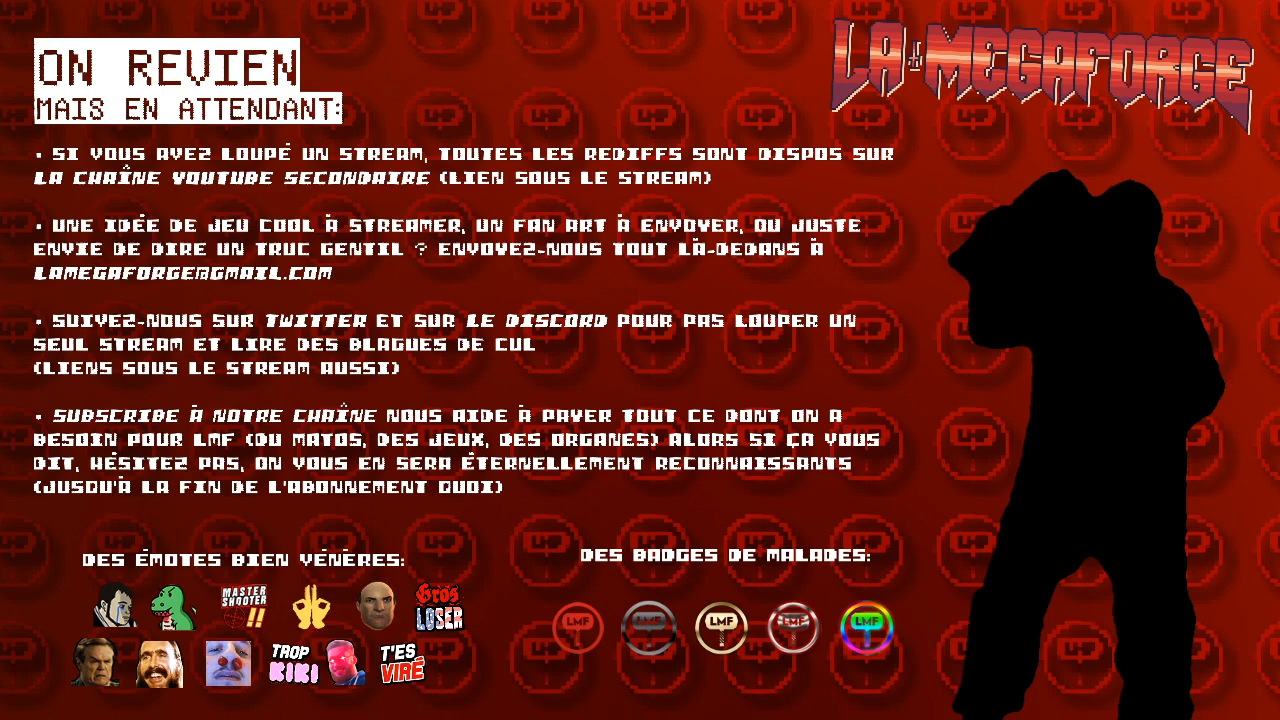 LA MEGAFORGE
ON REVIEN
MAIS EN ATTENDANT:
• SI VOUS AVEZ LOUPÉ UN STREAM, TOUTES LES REDIFFS SONT DISPOS SUR
LA CHAÎNE YOUTUBE SECONDAIRE (LIEN SOUS LE STREAM)
• UNE IDÉE DE JEU COOL À STREAMER, UN FAN ART À ENVOYER, OU JUSTE
ENVIE DE DIRE UN TRUC GENTIL ? ENVOYEZ-NOUS TOUT LÀ-DEDANS À
LAMEGAFORGE@GMAIL.COM
• SUIVEZ-NOUS SUR TWITTER ET SUR LE DISCORD POUR PAS LOUPER UN
SEUL STREAM ET LIRE DES BLAGUES DE CUL
(LIENS SOUS LE STREAM AUSSI)
• SUBSCRIBE À NOTRE CHAÎNE NOUS AIDE À PAYER TOUT CE DONT ON A
BESOIN POUR LMF (DU MATOS, DES JEUX, DES ORGANES) ALORS SI ÇA VOUS
DIT, HÉSITEZ PAS, ON VOUS EN SERA ÉTERNELLEMENT RECONNAISSANTS
(JUSQU'À LA FIN DE L'ABONNEMENT QUOI)
DES ÉMOTES BIEN VÉNÈRES:
MASTER
SHOOTER
!!
Gros
LOSER
TROP
KIKI
T'ES
VIRÉ
DES BADGES DE MALADES:
LMF
LMF
LMF
LMF
LMF